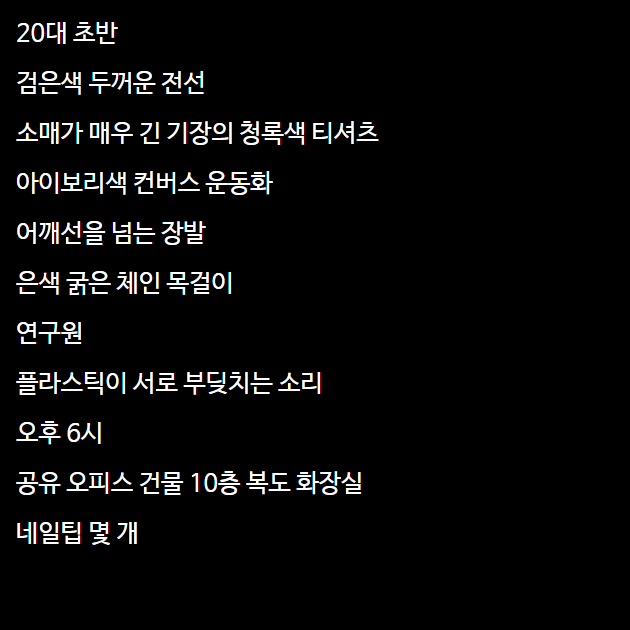 20대 초반
검은색 두꺼운 전선
소매가 매우 긴 기장의 청록색 티셔츠
아이보리색 컨버스 운동화
어깨선을 넘는 장발
은색 굵은 체인 목걸이
연구원
플라스틱이 서로 부딪치는 소리
오후 6시
공유 오피스 건물 10층 복도 화장실
네일팁 몇 개